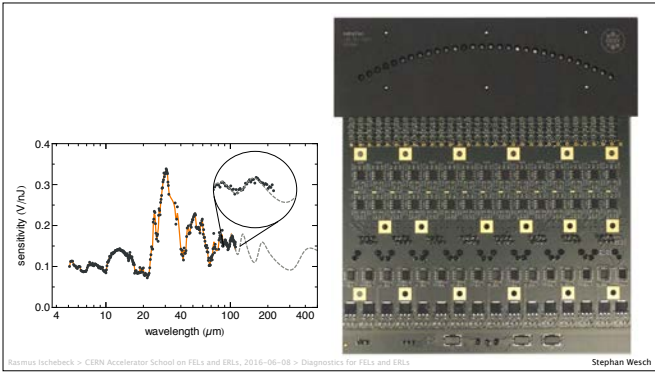 0.4
0.3
0.2
0.1
0.0
sensitivity (V/nJ)
4 10 20 40 100 200 400
wavelength (μm)
Rasmus Ischebeck > CERN Accelerator School on FELs and ERLs, 2016-06-08 > Diagnostics for FELs and ERLs
Stephan Wesch